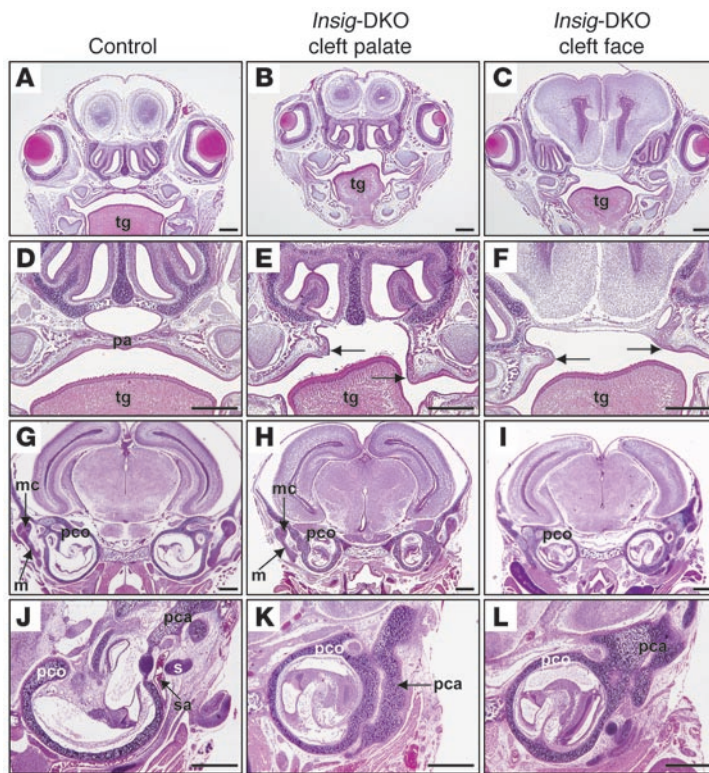 Control
Insig-DKO
cleft palate
Insig-DKO
cleft face
A
B
C
tg
tg
tg
D
E
F
pa
tg
tg
tg
G
H
I
mc
pco
m
mc
pco
m
pco
J
K
L
pca
pco
s
sa
pco
pca
pco
pca